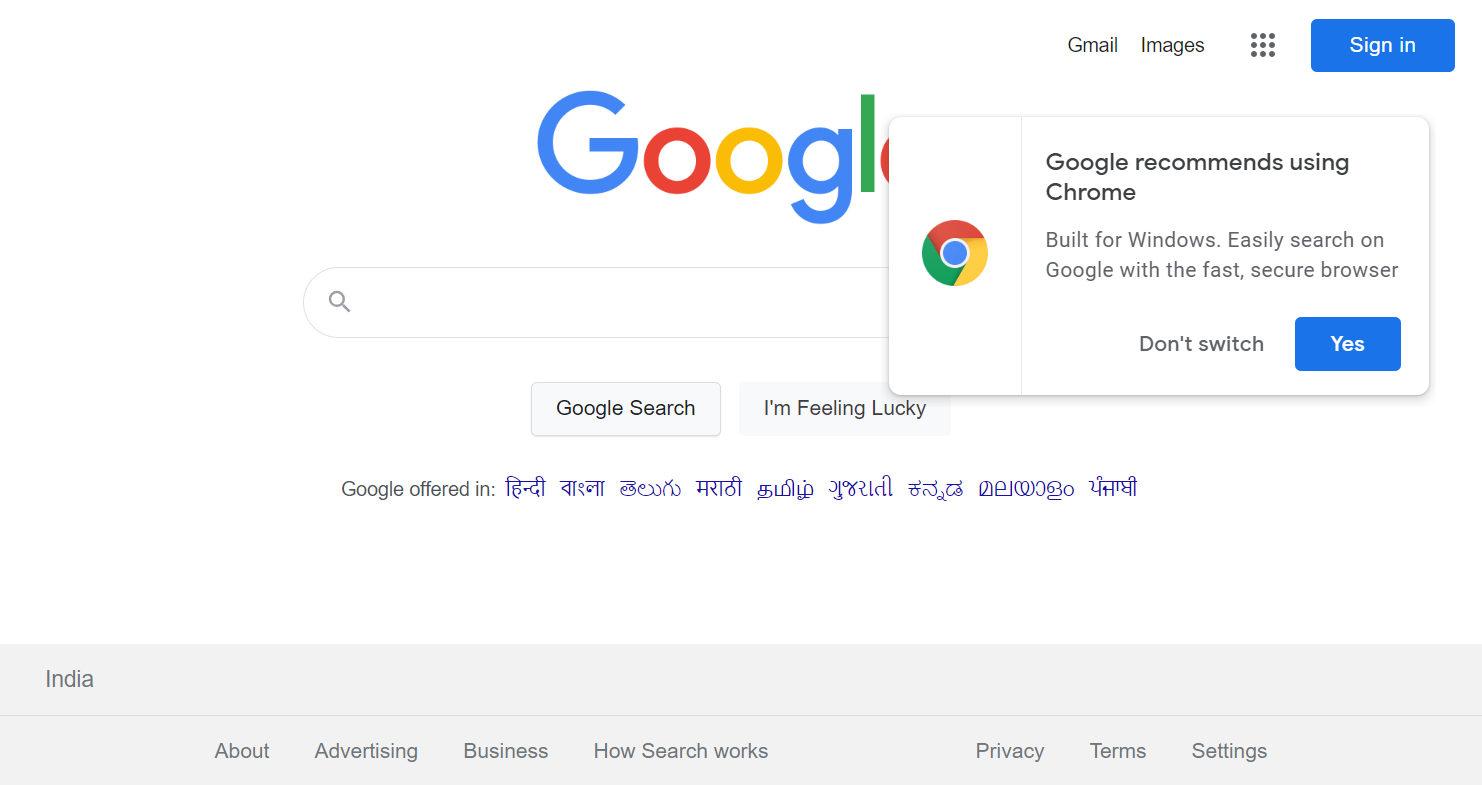 Gmail Images Sign in
Google
Google recommends using
Chrome
Built for Windows. Easily search on
Google with the fast, secure browser
Don't switch Yes
Google Search I'm Feeling Lucky
Google offered in: हिन्दी বাংলা తెలుగు मराठी தமிழ் ગુજરાતી ಕನ್ನಡ മലയാളം ਪੰਜਾਬੀ
India
About Advertising Business How Search works Privacy Terms Settings